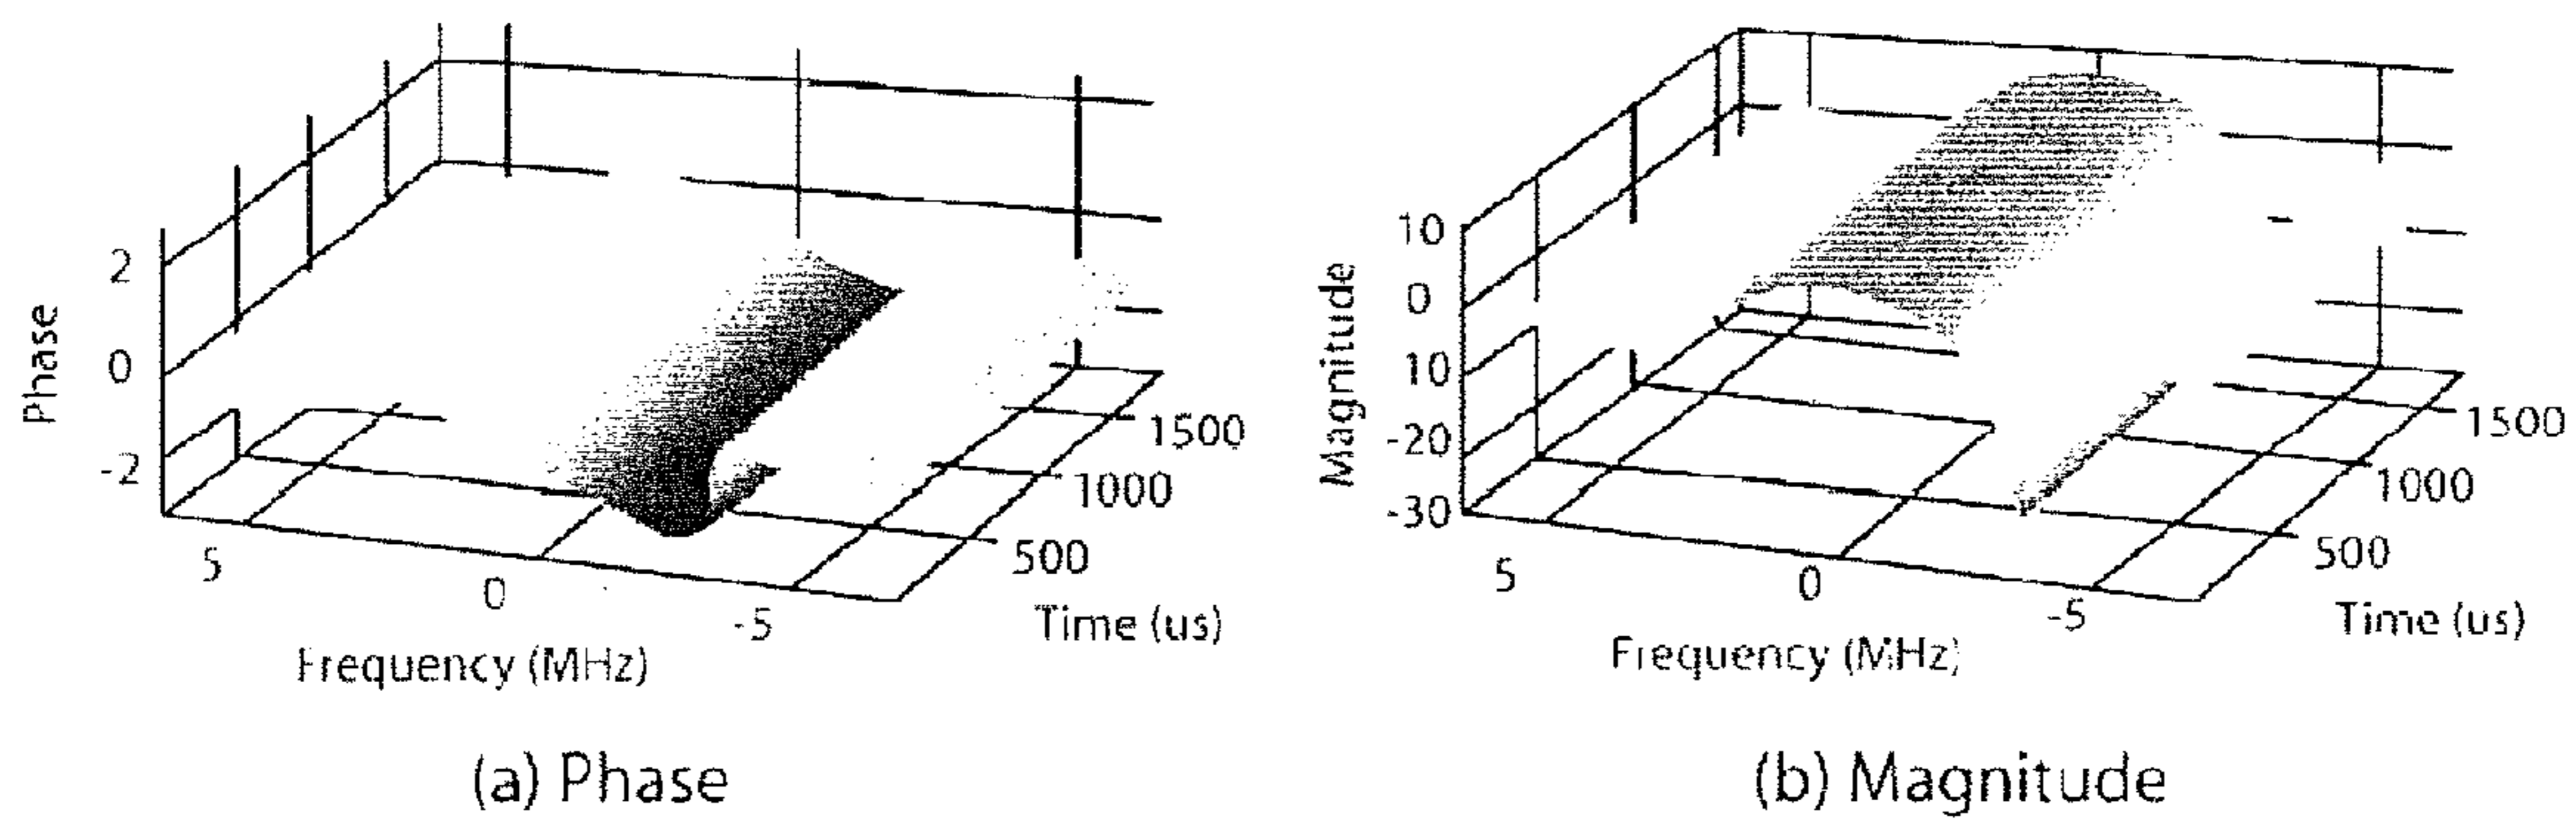 Phase
2
0
-2
5
0
-5
500
1000
1500
Frequency (MHz)
Time (us)
(a) Phase
Magnitude
10
0
10
-20
-30
5
0
-5
500
1000
1500
Frequency (MHz)
Time (us)
(b) Magnitude